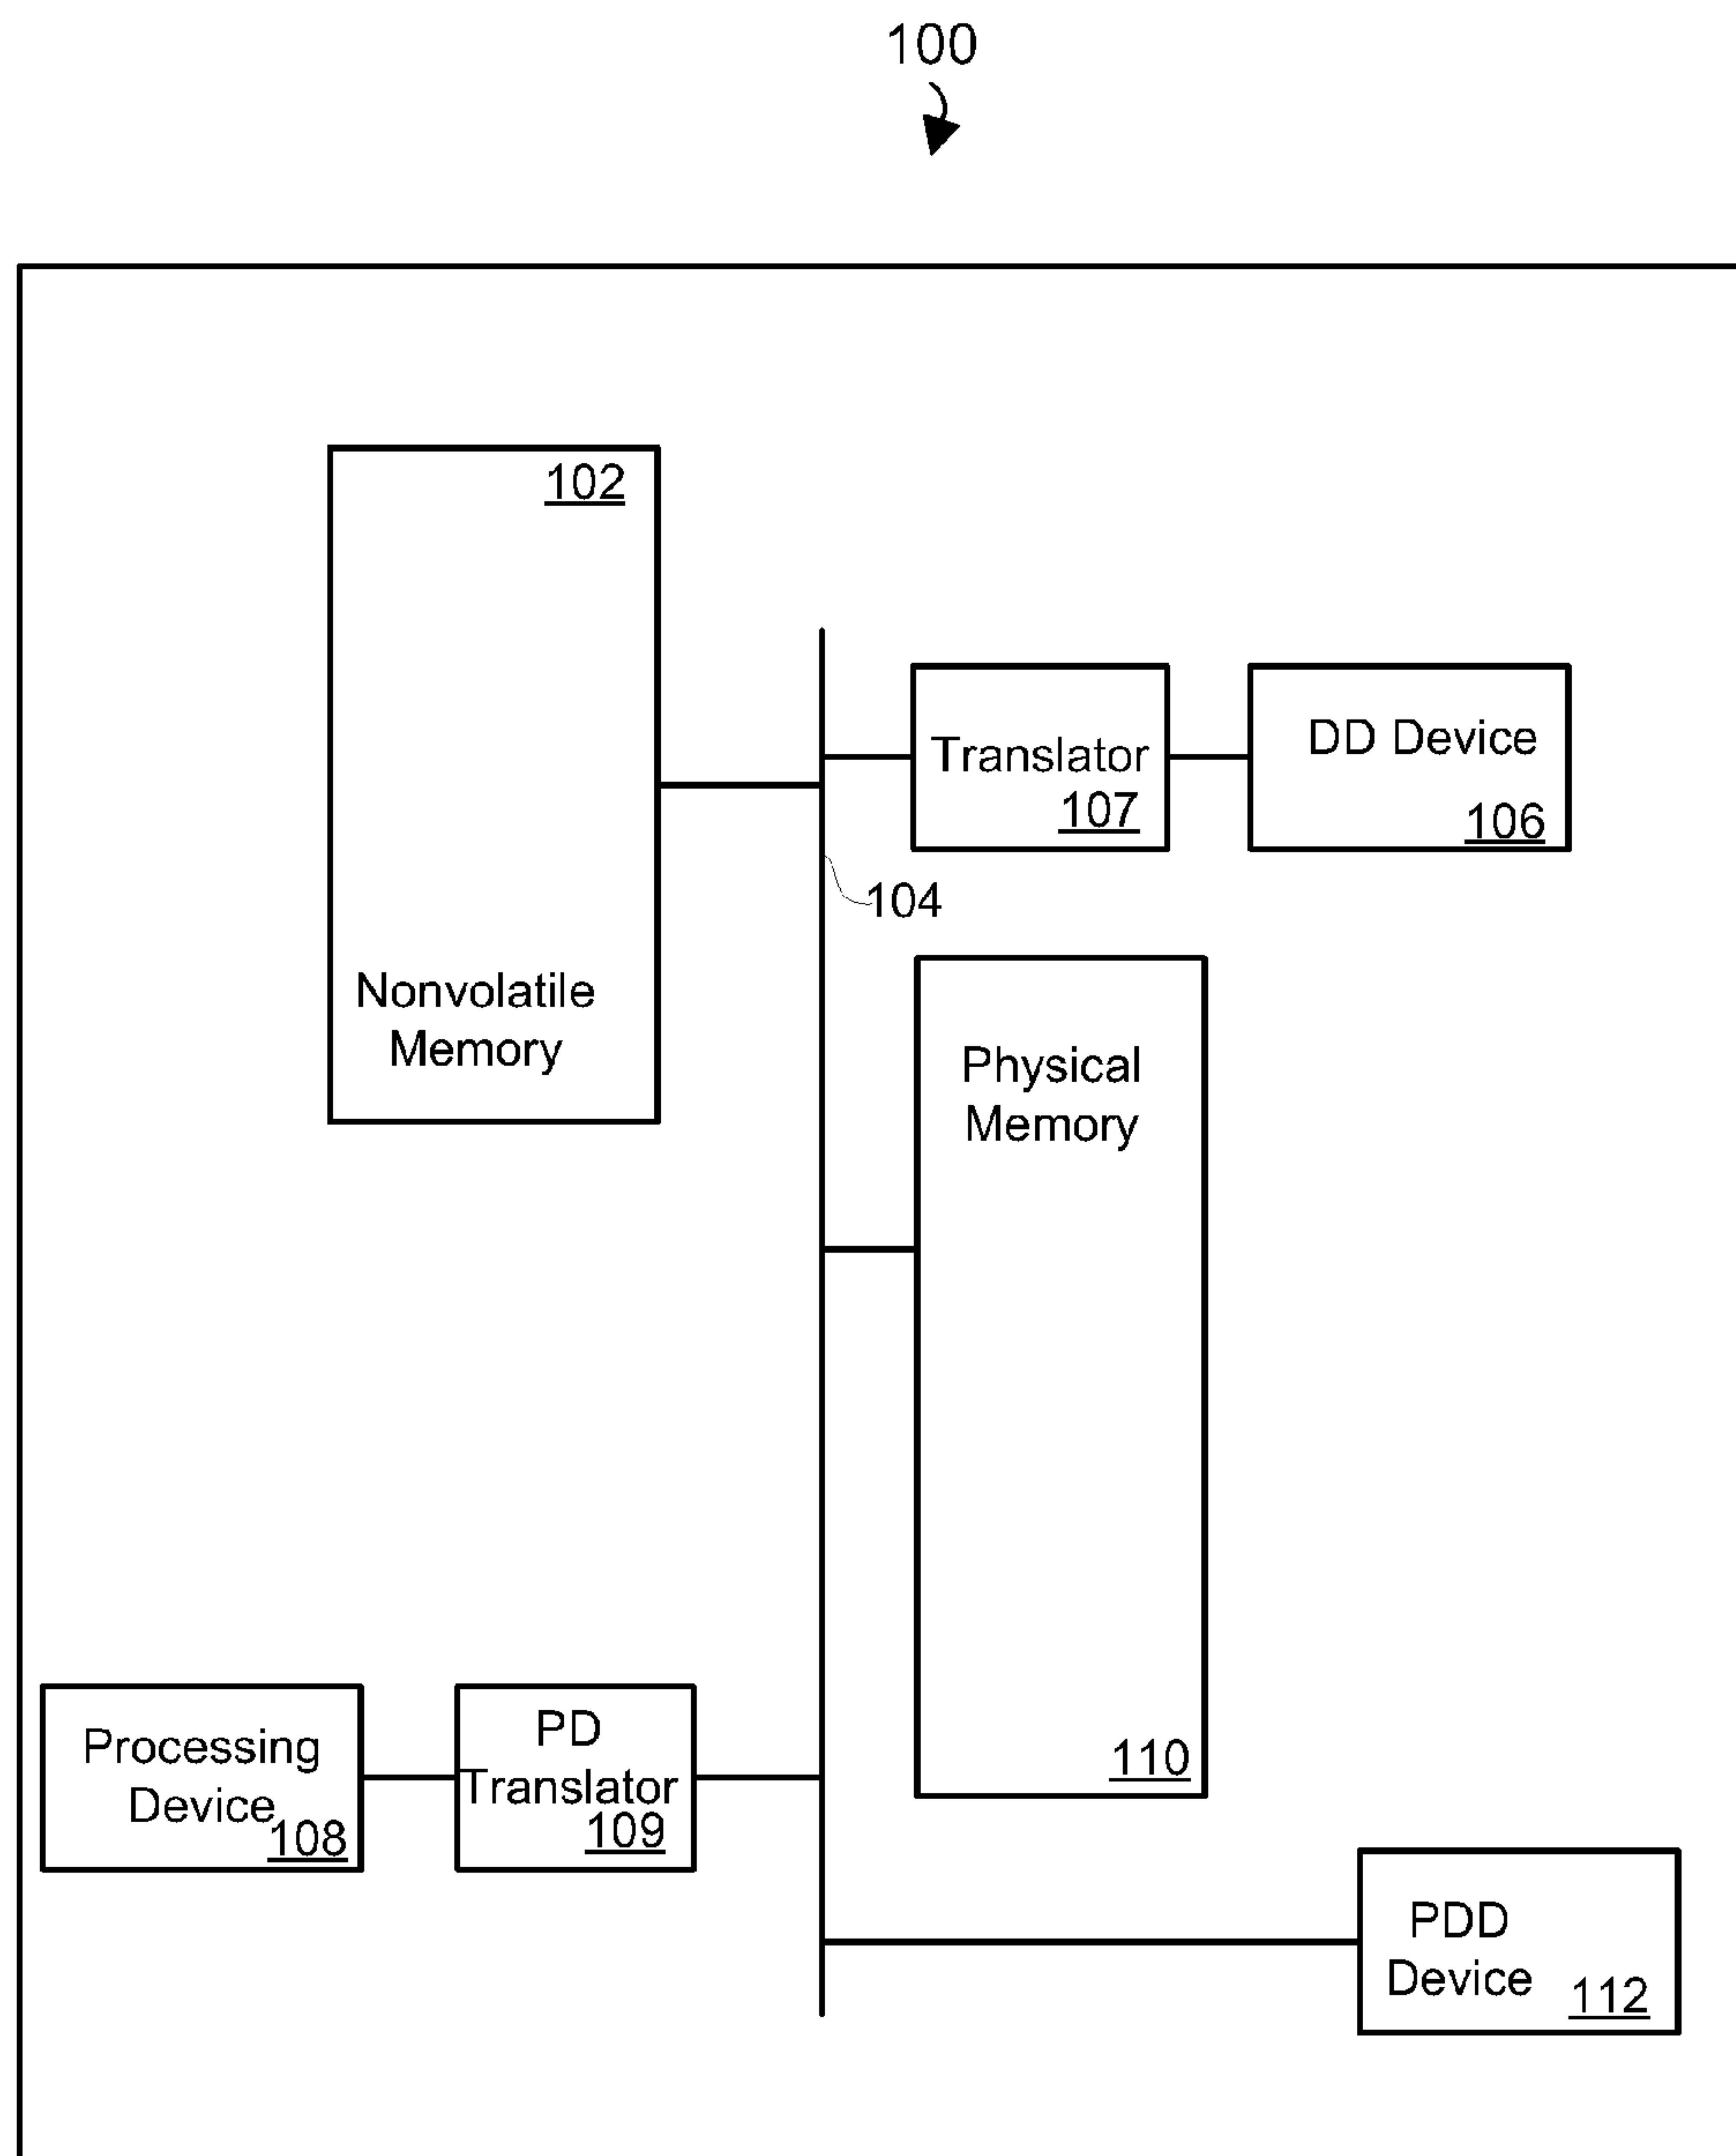 100
102
Nonvolatile
Memory
Translator
107
DD Device
106
104
Physical
Memory
110
Processing
Device
108
PD
Translator
109
PDD
Device
112